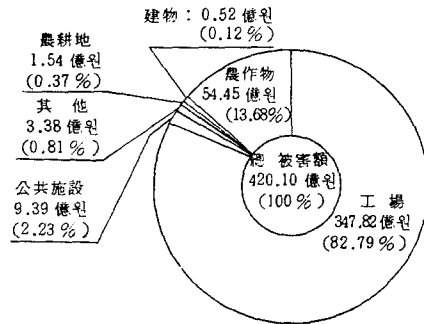 建物 : 0.52 億원
(0.12 %)
農耕地
1.54 億원
(0.37 %)
其 他
3.38 億원
(0.81 %)
公共施設
9.39 億원
(2.23 %)
農作物
54.45 億원
(13.68%)
總 被害額
420.10 億원
(100 %)
工 場
347.82 億원
(82.79 %)